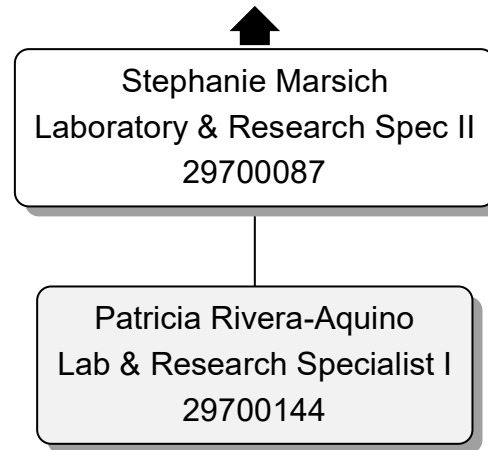 Stephanie Marsich
Laboratory & Research Spec II
29700087
Patricia Rivera-Aquino
Lab & Research Specialist I
29700144